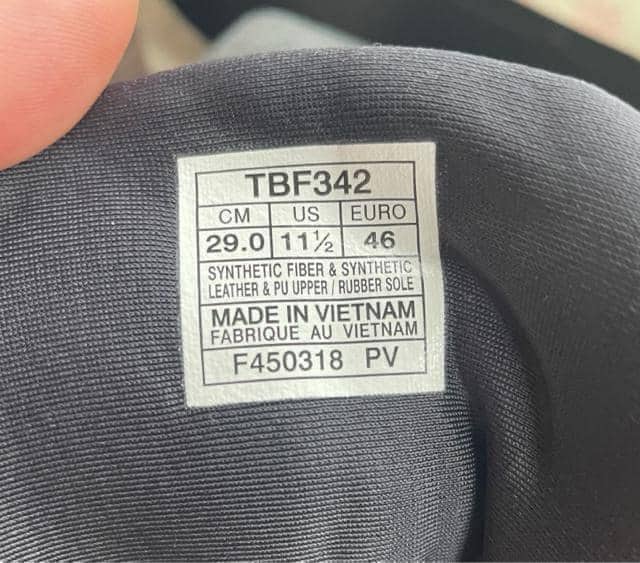 TBF342
CM US EURO
29.0 11½ 46
SYNTHETIC FIBER & SYNTHETIC
LEATHER & PU UPPER / RUBBER SOLE
MADE IN VIETNAM
FABRIQUE AU VIETNAM
F450318 PV